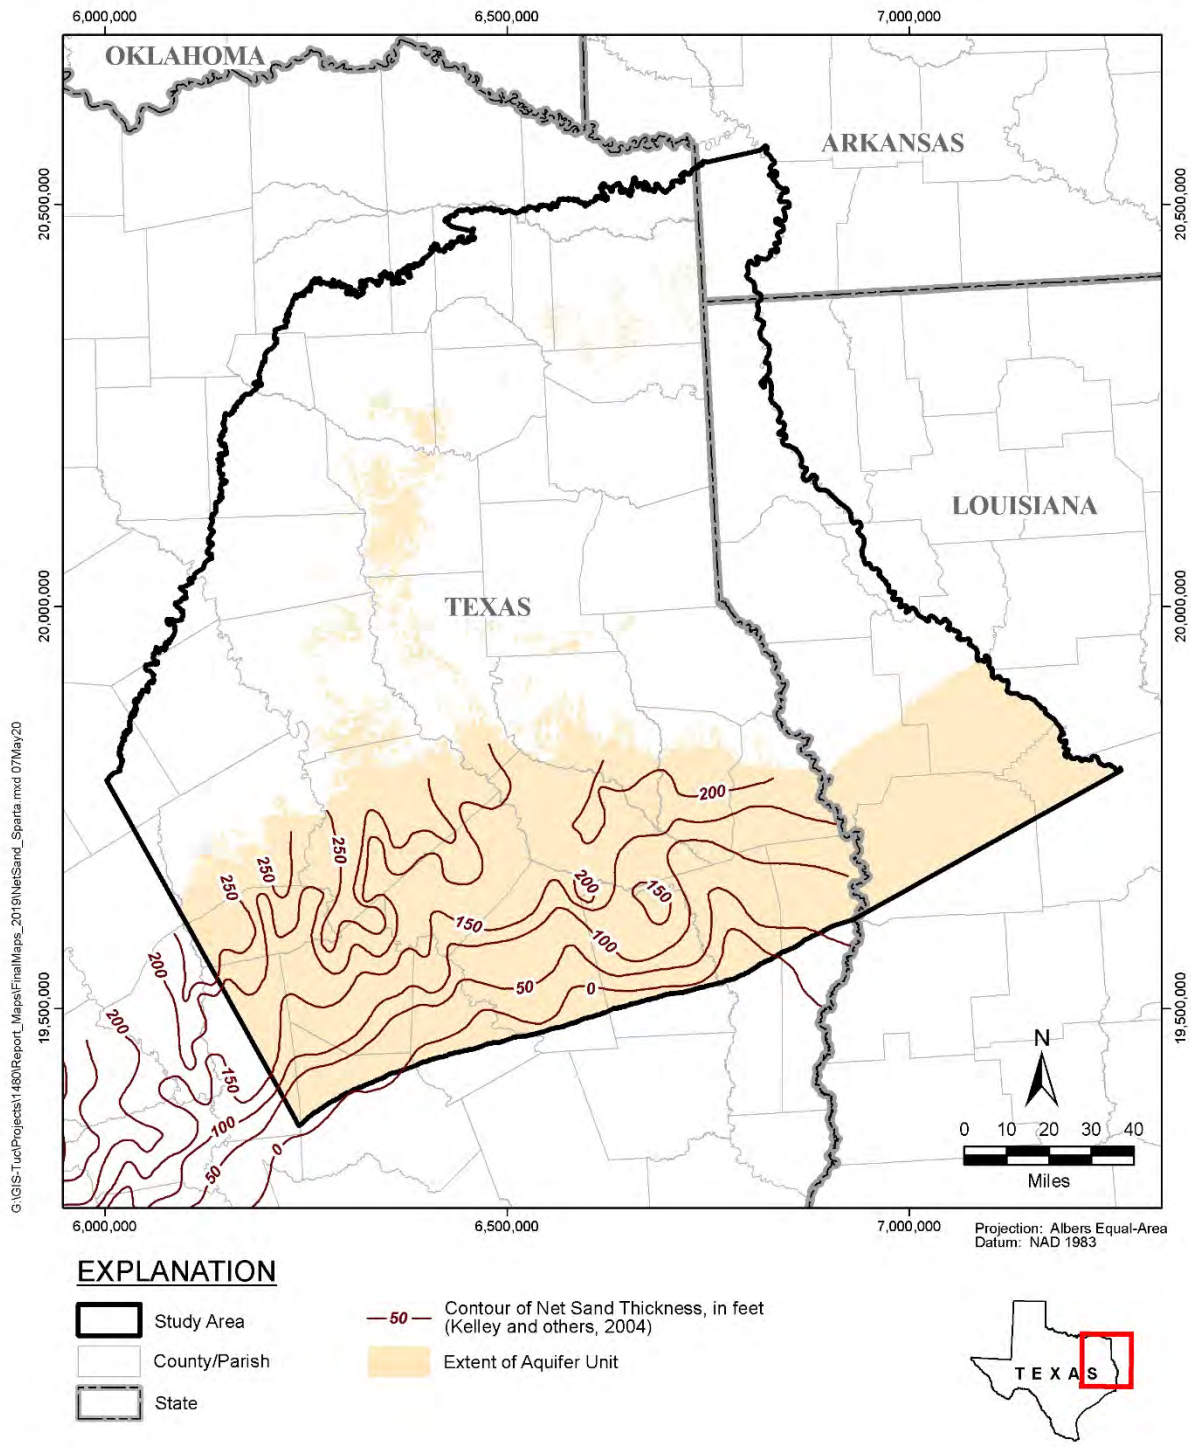 6,000,000 6,500,000 7,000,000
OKLAHOMA
ARKANSAS
20,500,000 20,500,000
LOUISIANA
TEXAS
20,000,000 20,000,000
200
250
250
250
200
150
150
100
50
0
200
200
150
100
50
0
19,500,000 19,500,000
N
0 10 20 30 40
Miles
G:\GIS-Tuc\Projects\1480\Report_Maps\FinalMaps_2019\NetSand_Sparta.mxd 07May20
6,000,000 6,500,000 7,000,000
Projection: Albers Equal-Area
Datum: NAD 1983
EXPLANATION
Study Area
County/Parish
State
50 Contour of Net Sand Thickness, in feet
(Kelley and others, 2004)
Extent of Aquifer Unit
TEXAS